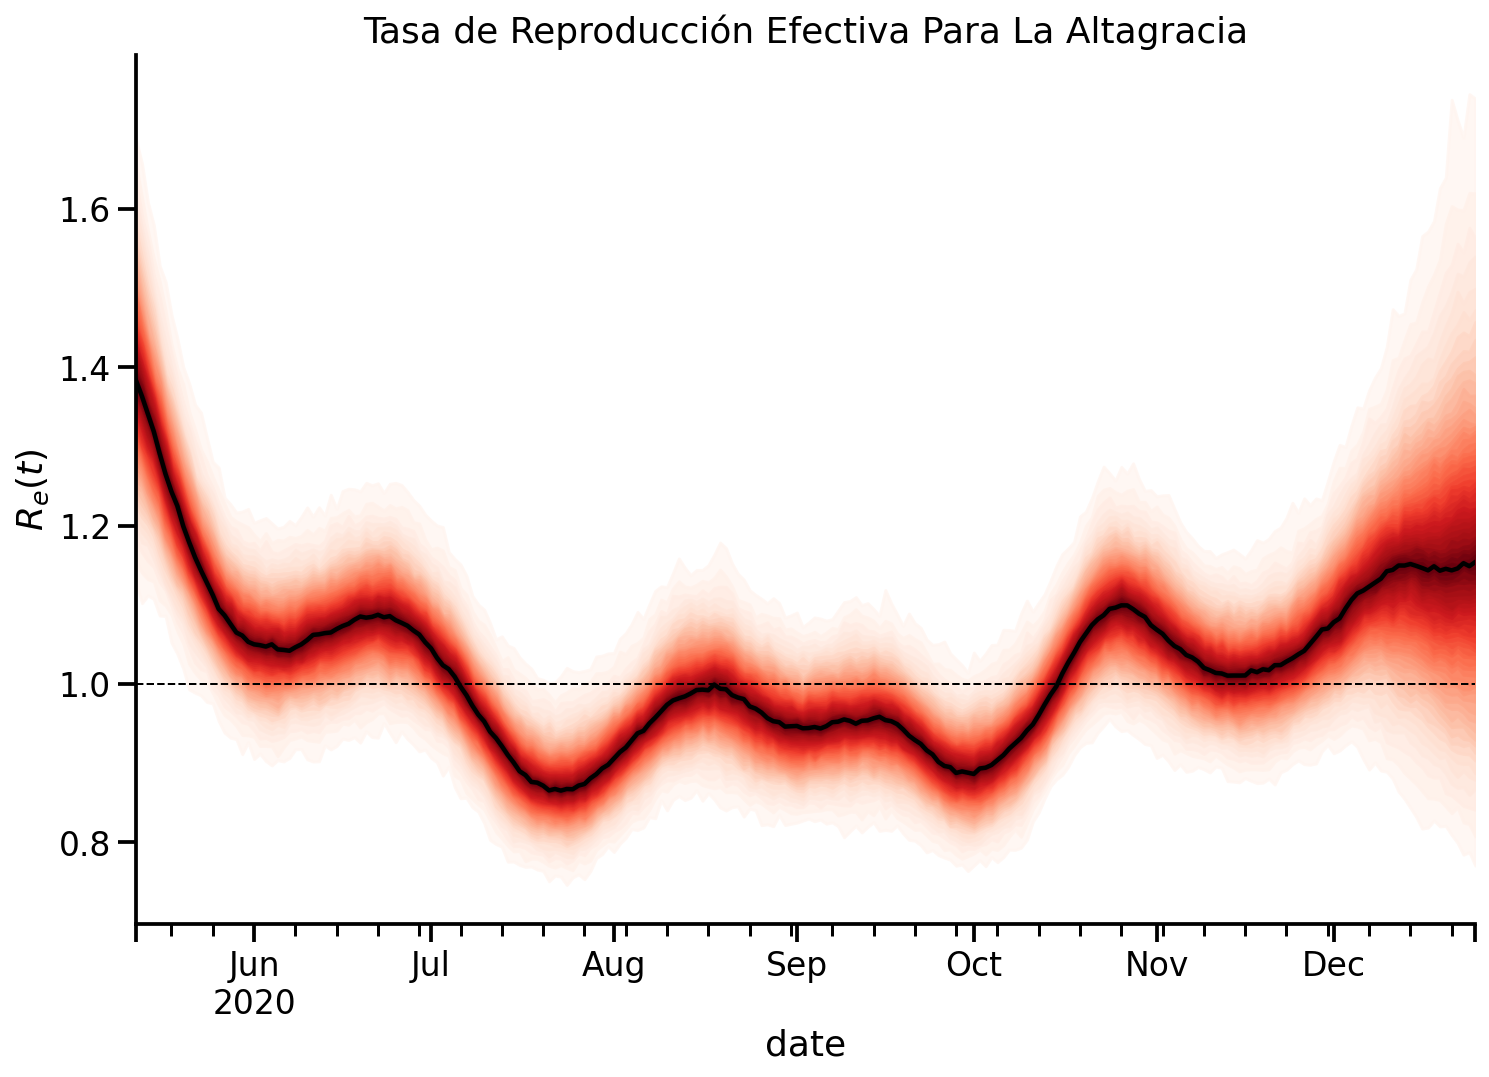 Tasa de Reproducción Efectiva Para La Altagracia
1.6
1.4
1.2
1.0
0.8
Rₑ(t)
Jun Jul Aug Sep Oct Nov Dec
2020
date